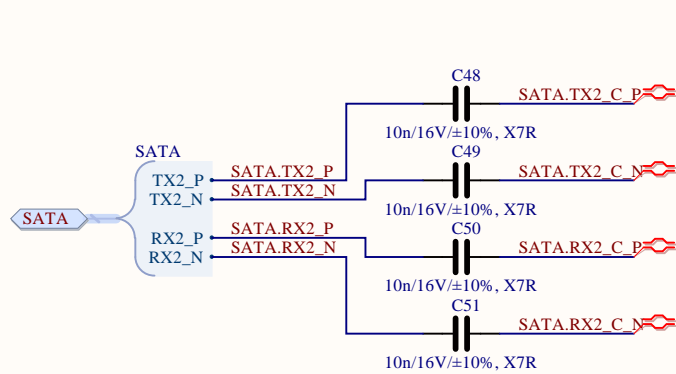 C48
SATA.TX2_C_P
10n/16V/±10%, X7R
SATA
C49
TX2_P
SATA.TX2_P
SATA.TX2_C_N
TX2_N
SATA.TX2_N
10n/16V/±10%, X7R
SATA
C50
RX2_P
SATA.RX2_P
SATA.RX2_C_P
RX2_N
SATA.RX2_N
10n/16V/±10%, X7R
C51
SATA.RX2_C_N
10n/16V/±10%, X7R